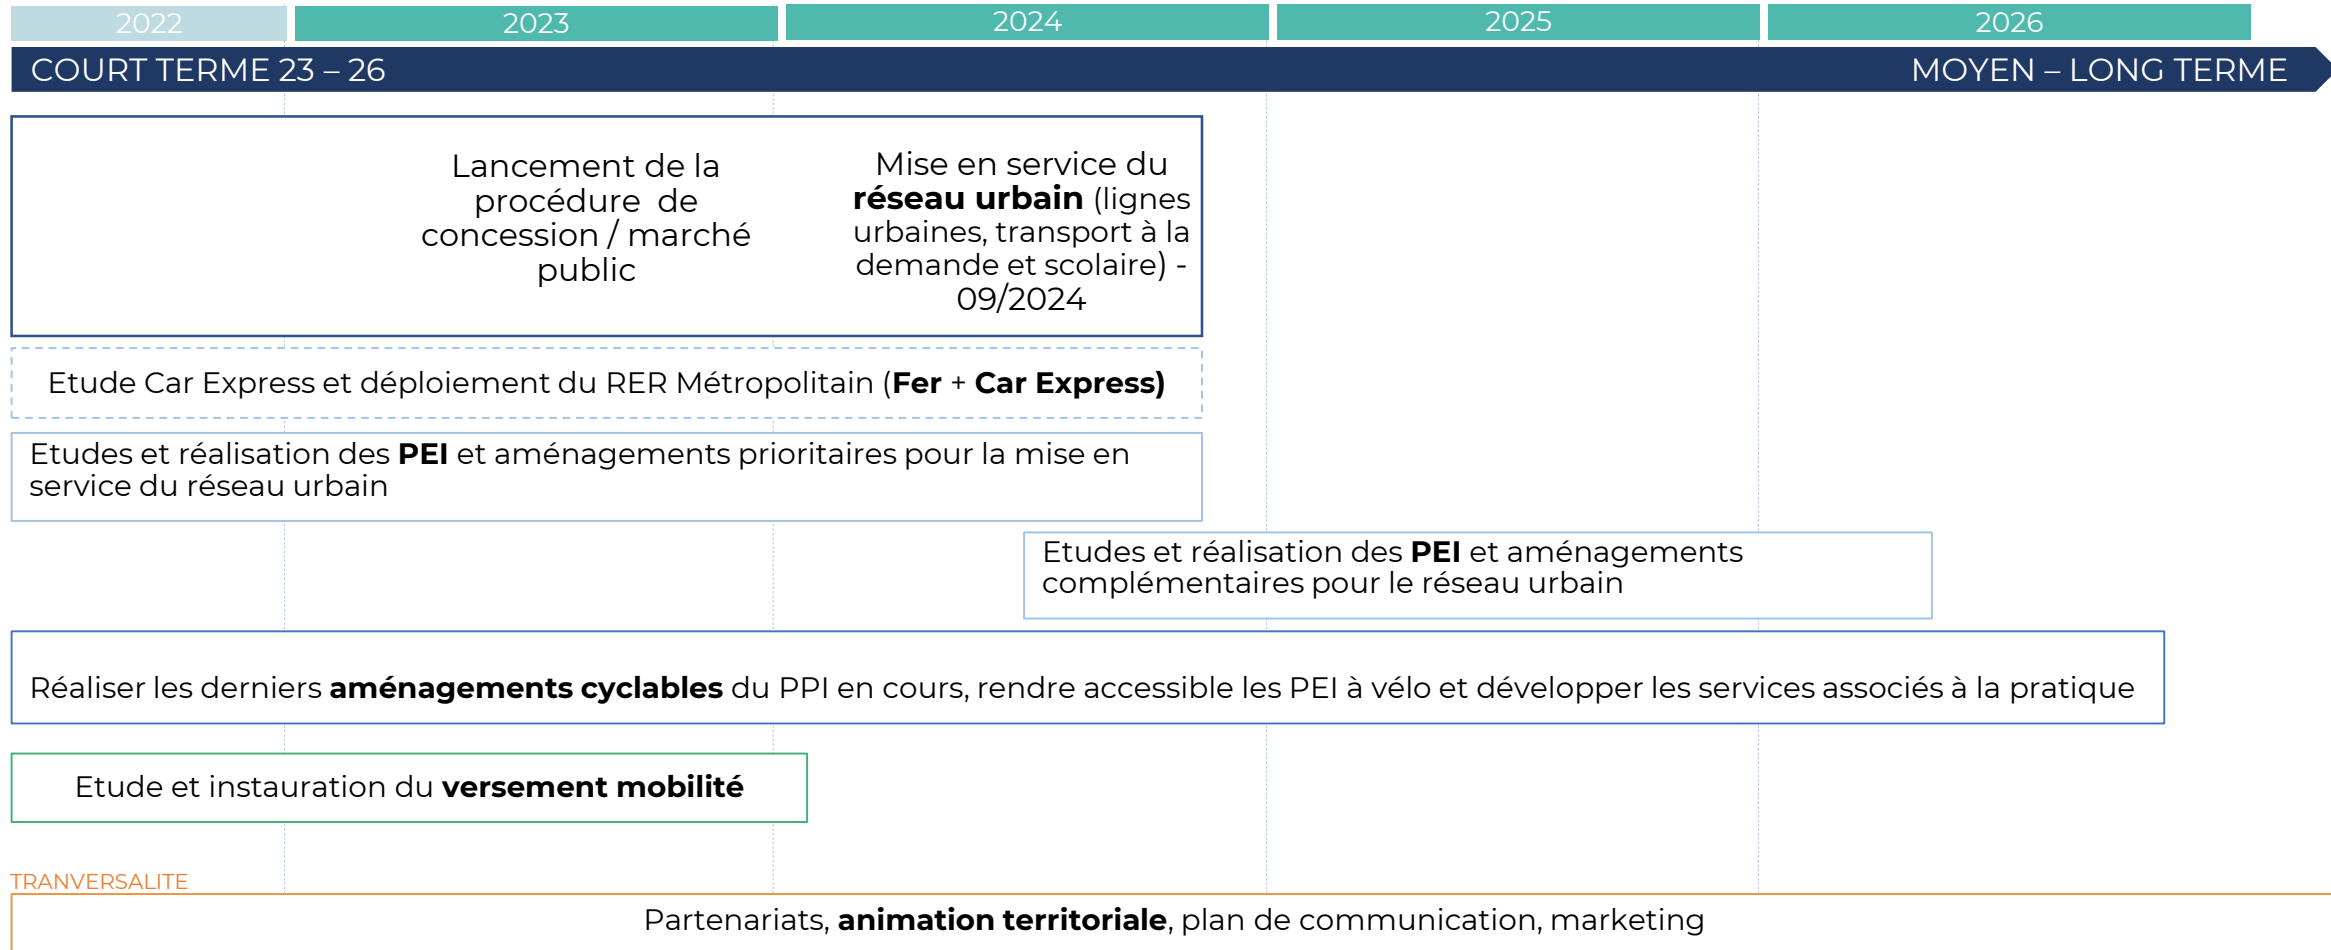 2022
2023
2024
2025
2026
COURT TERME 23 – 26
MOYEN – LONG TERME
Lancement de la
procédure de
concession / marché
public
Mise en service du
réseau urbain (lignes
urbaines, transport à la
demande et scolaire) -
09/2024
Etude Car Express et déploiement du RER Métropolitain (Fer + Car Express)
Etudes et réalisation des PEI et aménagements prioritaires pour la mise en
service du réseau urbain
Etudes et réalisation des PEI et aménagements
complémentaires pour le réseau urbain
Réaliser les derniers aménagements cyclables du PPI en cours, rendre accessible les PEI à vélo et développer les services associés à la pratique
Etude et instauration du versement mobilité
TRANVERSALITE
Partenariats, animation territoriale, plan de communication, marketing